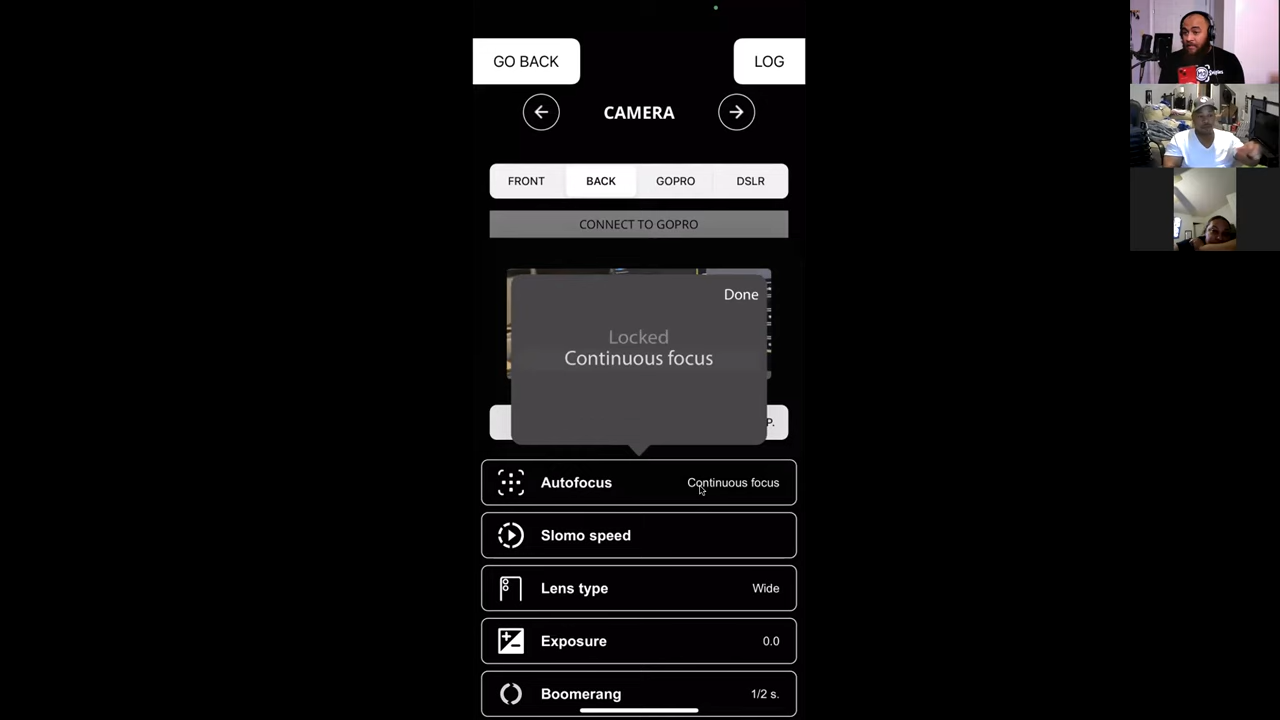 GO BACK
LOG
CAMERA
FRONT
BACK
GOPRO
DSLR
CONNECT TO GOPRO
Done
Locked
Continuous focus
P.
Autofocus
Continuous focus
Slomo speed
Lens type
Wide
Exposure
0.0
Boomerang
1/2 s.